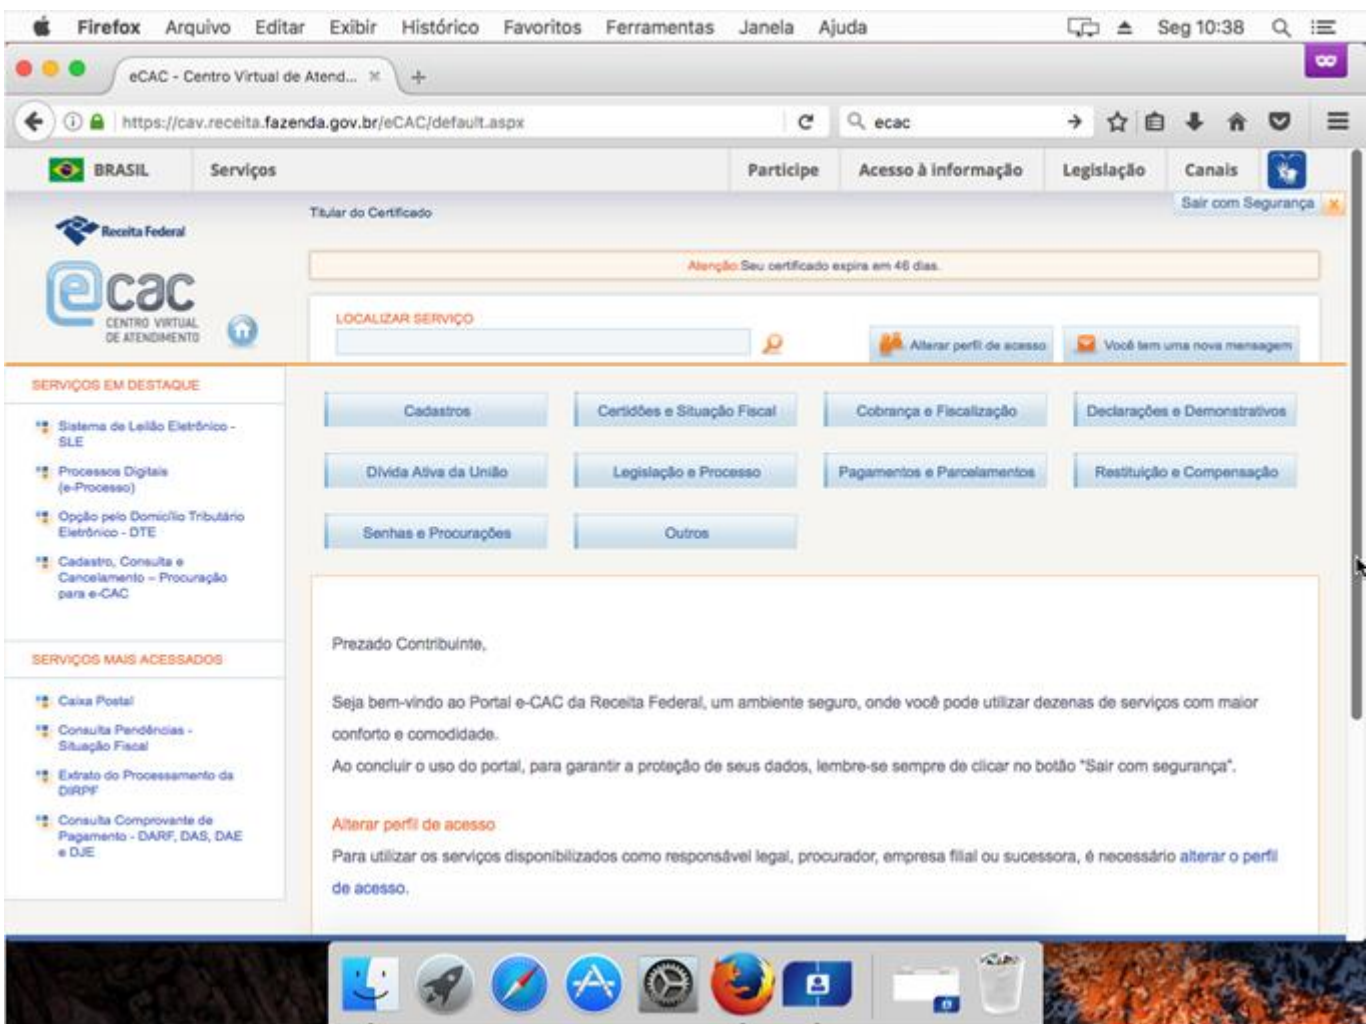 Firefox Arquivo Editar Exibir Histórico Favoritos Ferramentas Janela Ajuda Seg 10:38
eCAC - Centro Virtual de Atend...
https://cav.receita.fazenda.gov.br/eCAC/default.aspx
ecac
BRASIL Serviços Participe Acesso à informação Legislação Canais
Sair com Segurança
Titular do Certificado
Receita Federal
Atenção: Seu certificado expira em 46 dias.
ecac
CENTRO VIRTUAL
DE ATENDIMENTO
LOCALIZAR SERVIÇO
Alterar perfil de acesso
Você tem uma nova mensagem
SERVIÇOS EM DESTAQUE
Sistema de Leilão Eletrônico -
SLE
Processos Digitais
(e-Processo)
Opção pelo Domicílio Tributário
Eletrônico - DTE
Cadastro, Consulta e
Cancelamento – Procuração
para e-CAC
SERVIÇOS MAIS ACESSADOS
Caixa Postal
Consulta Pendências -
Situação Fiscal
Extrato do Processamento da
DIRPF
Consulta Comprovante de
Pagamento - DARF, DAS, DAE
e DJE
Cadastros Certidões e Situação Fiscal Cobrança e Fiscalização Declarações e Demonstrativos
Dívida Ativa da União Legislação e Processo Pagamentos e Parcelamentos Restituição e Compensação
Senhas e Procurações Outros
Prezado Contribuinte,
Seja bem-vindo ao Portal e-CAC da Receita Federal, um ambiente seguro, onde você pode utilizar dezenas de serviços com maior
conforto e comodidade.
Ao concluir o uso do portal, para garantir a proteção de seus dados, lembre-se sempre de clicar no botão "Sair com segurança".
Alterar perfil de acesso
Para utilizar os serviços disponibilizados como responsável legal, procurador, empresa filial ou sucessora, é necessário alterar o perfil
de acesso.